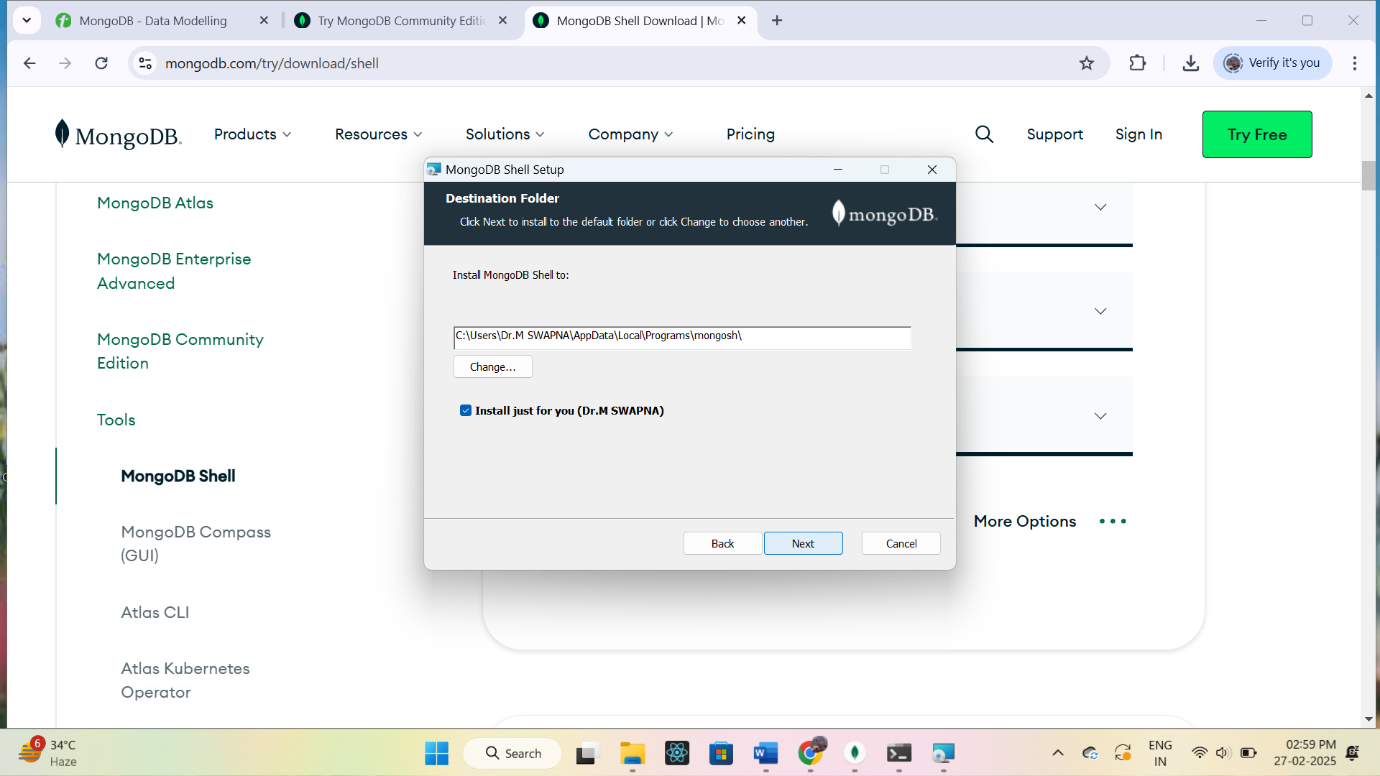 MongoDB - Data Modelling
Try MongoDB Community Editi
MongoDB Shell Download | Mo
mongodb.com/try/download/shell
Verify it's you
MongoDB.
Products
Resources
Solutions
Company
Pricing
Support
Sign In
Try Free
MongoDB Atlas
MongoDB Enterprise
Advanced
MongoDB Community
Edition
Tools
MongoDB Shell
MongoDB Compass
(GUI)
Atlas CLI
Atlas Kubernetes
Operator
MongoDB Shell Setup
Destination Folder
Click Next to install to the default folder or click Change to choose another.
mongoDB.
Install MongoDB Shell to:
C:\Users\Dr.M SWAPNA\AppData\Local\Programs\mongosh\
Change...
Install just for you (Dr.M SWAPNA)
Back
Next
Cancel
More Options
6
34°C
Haze
Search
ENG
IN
02:59 PM
27-02-2025